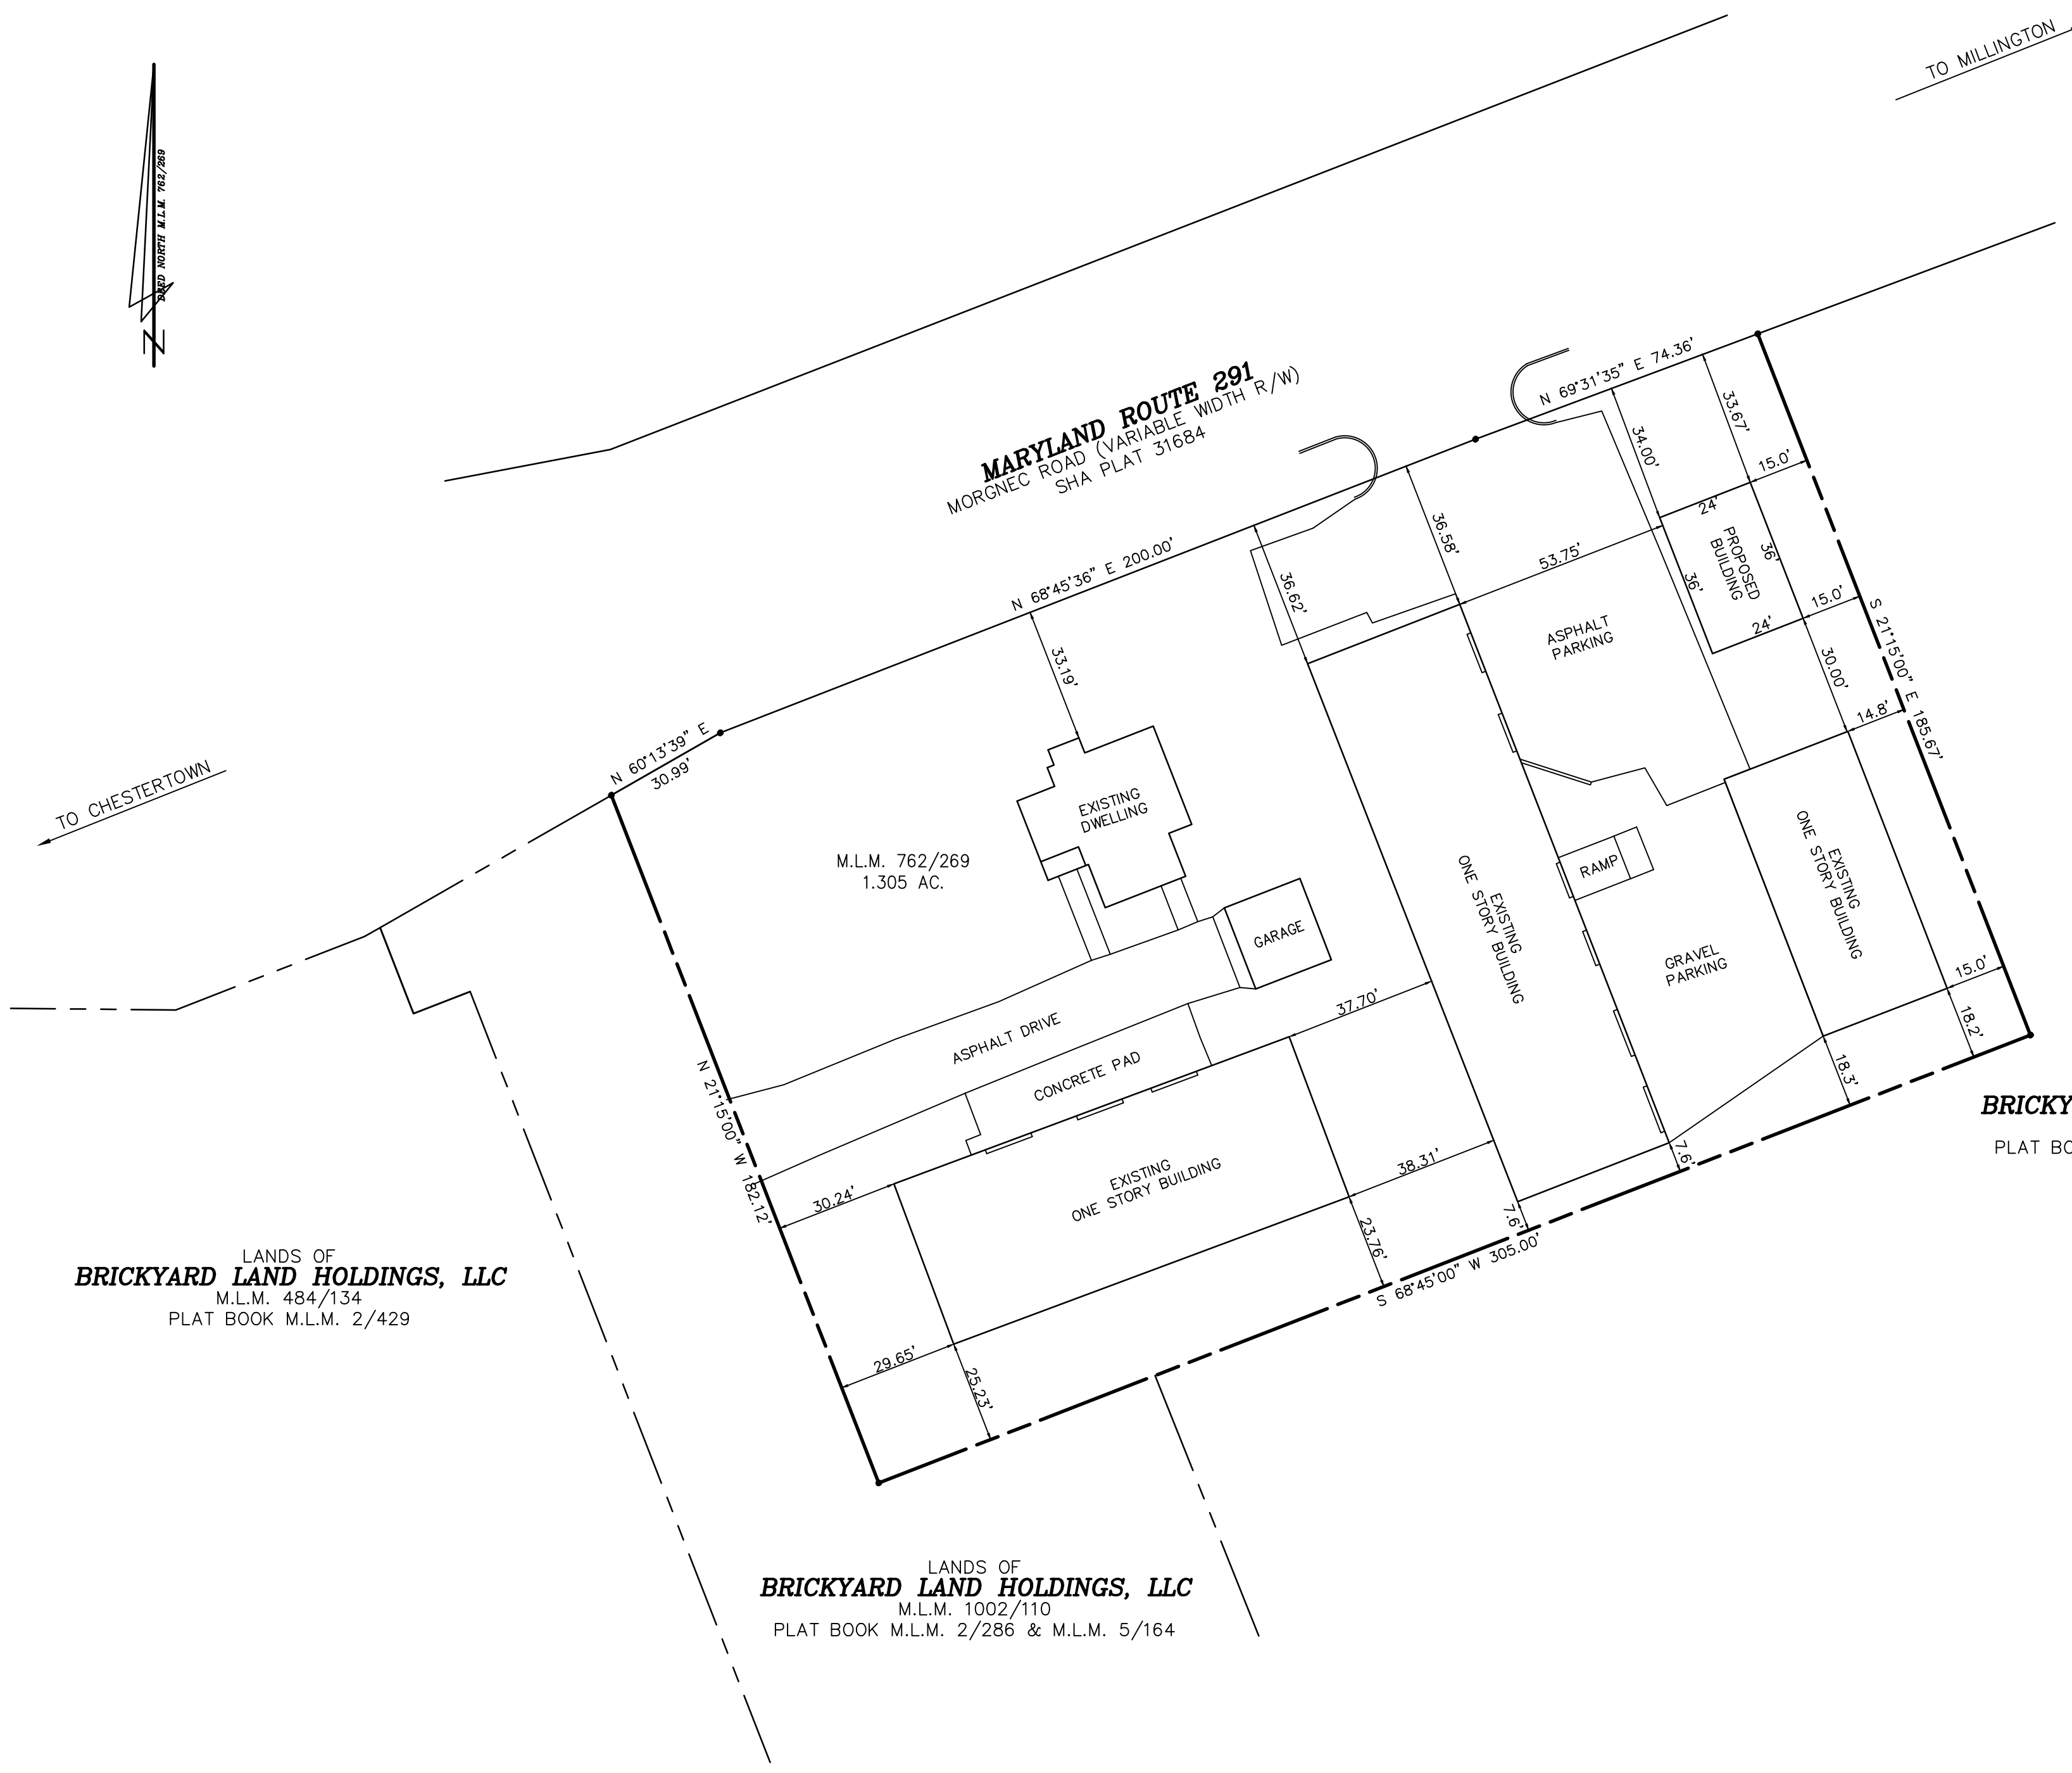 TO MILLINGTON
DEED NORTH M.L.M. 762/269
N
MARYLAND ROUTE 291
MORGNEC ROAD (VARIABLE WIDTH R/W)
SHA PLAT 31684
N 69°31'35" E 74.36'
33.67'
34.00'
15.0'
24'
36.58'
53.75'
PROPOSED
BUILDING
36'
36'
N 68°45'36" E 200.00'
36.62'
15.0'
24'
ASPHALT
PARKING
S 21°15'00" E 185.67'
33.19'
30.00'
14.8'
N 60°13'39" E
30.99'
TO CHESTERTOWN
EXISTING
DWELLING
M.L.M. 762/269
1.305 AC.
RAMP
EXISTING
ONE STORY BUILDING
EXISTING
ONE STORY BUILDING
GARAGE
GRAVEL
PARKING
15.0'
37.70'
18.2'
ASPHALT DRIVE
CONCRETE PAD
18.3'
N 21°15'00" W 182.12'
BRICKY
PLAT BO
7.6'
38.31'
EXISTING
ONE STORY BUILDING
30.24'
7.6'
23.76'
S 68°45'00" W 305.00'
LANDS OF
BRICKYARD LAND HOLDINGS, LLC
M.L.M. 484/134
PLAT BOOK M.L.M. 2/429
29.65'
25.23'
LANDS OF
BRICKYARD LAND HOLDINGS, LLC
M.L.M. 1002/110
PLAT BOOK M.L.M. 2/286 & M.L.M. 5/164